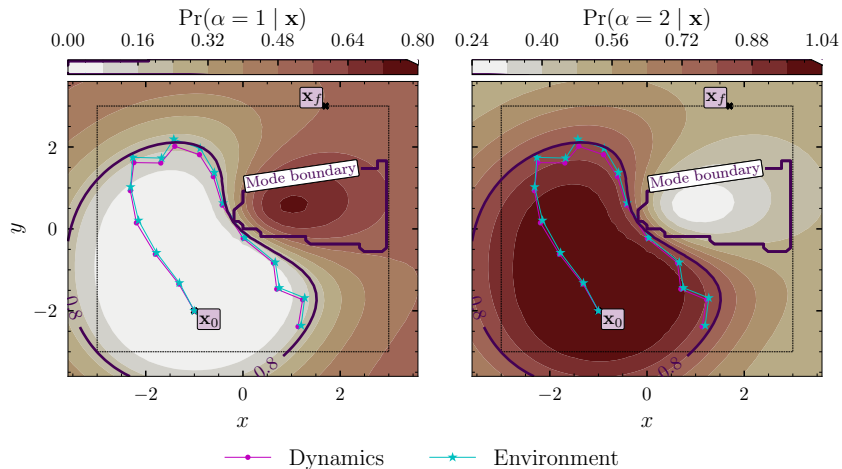 Pr(α = 1 | x)
0.00 0.16 0.32 0.48 0.64 0.80
x_f
Mode boundary
x_0
0.8
0.8
2
0
−2
y
−2 0 2
x
Pr(α = 2 | x)
0.24 0.40 0.56 0.72 0.88 1.04
x_f
Mode boundary
x_0
0.8
0.8
−2 0 2
x
Dynamics Environment